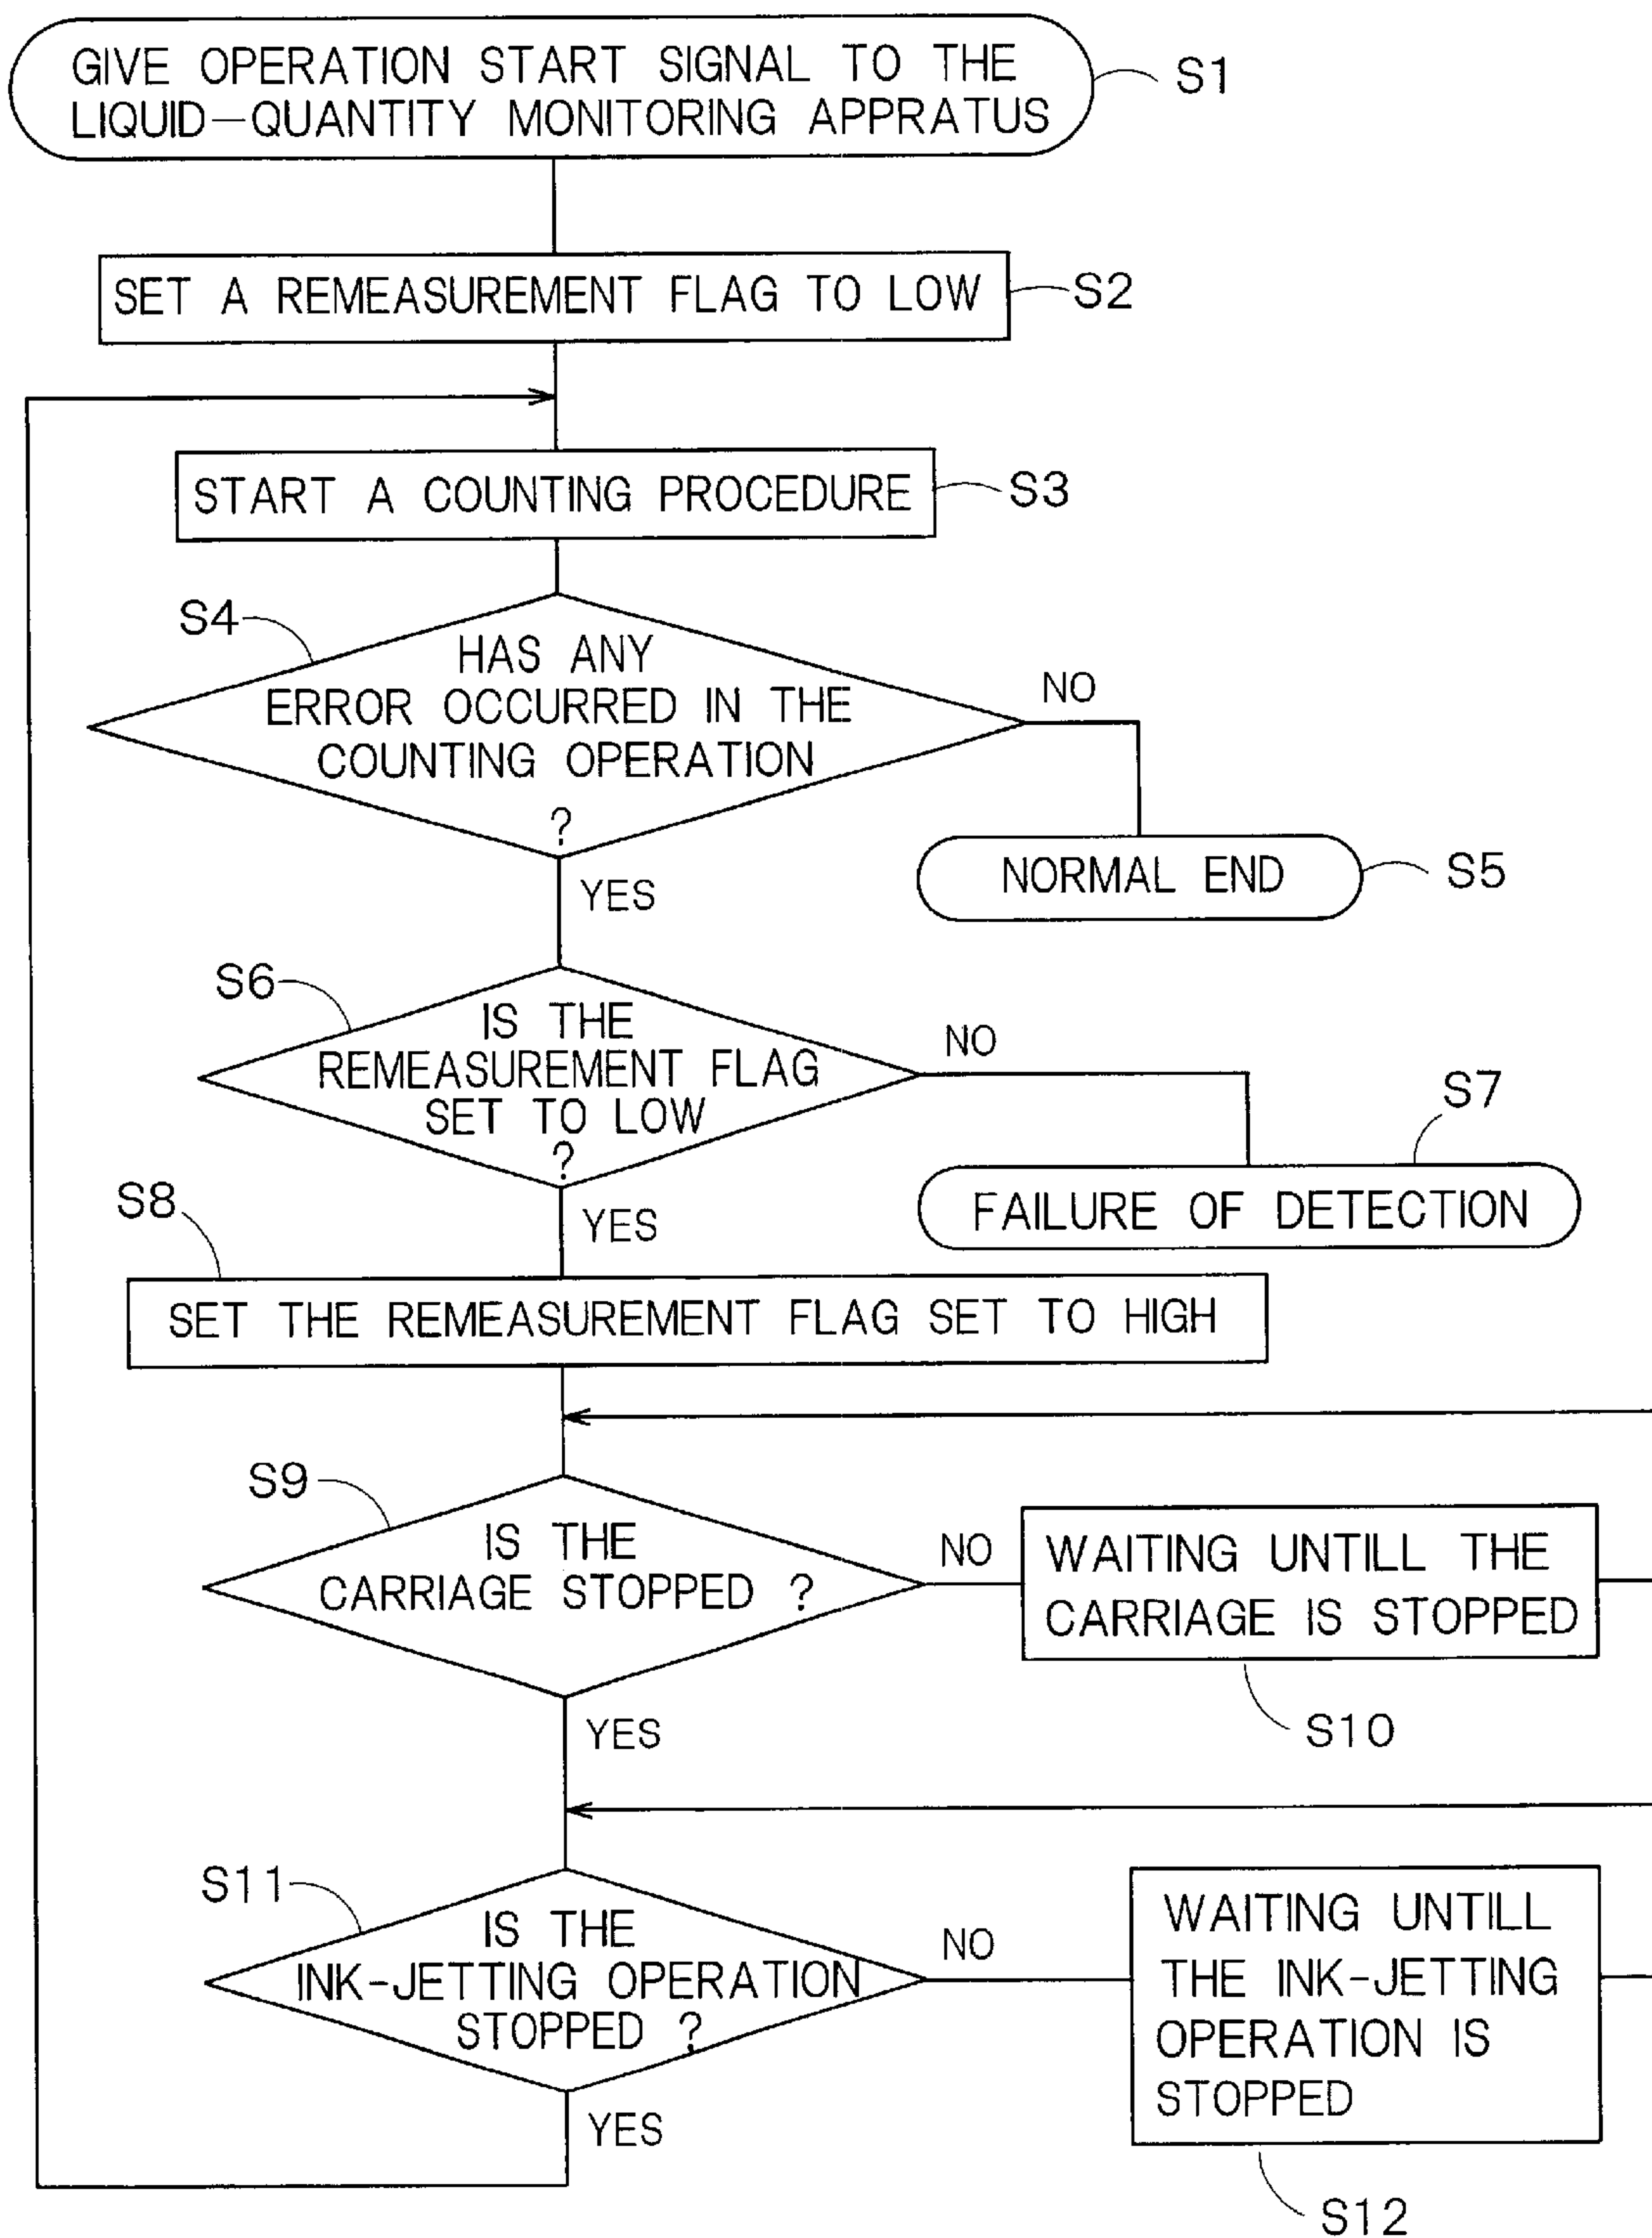 GIVE OPERATION START SIGNAL TO THE
LIQUID-QUANTITY MONITORING APPRATUS
S1
SET A REMEASUREMENT FLAG TO LOW
S2
START A COUNTING PROCEDURE
S3
S4
HAS ANY
ERROR OCCURRED IN THE
COUNTING OPERATION
?
NO
YES
NORMAL END
S5
S6
IS THE
REMEASUREMENT FLAG
SET TO LOW
?
NO
YES
S7
FAILURE OF DETECTION
S8
SET THE REMEASUREMENT FLAG SET TO HIGH
S9
IS THE
CARRIAGE STOPPED ?
NO
YES
WAITING UNTILL THE
CARRIAGE IS STOPPED
S10
S11
IS THE
INK-JETTING OPERATION
STOPPED ?
NO
YES
WAITING UNTILL
THE INK-JETTING
OPERATION IS
STOPPED
S12